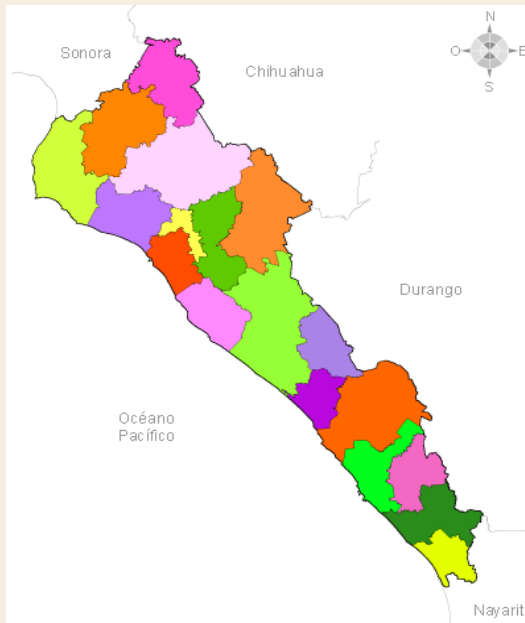 N
Sonora
O E
Chihuahua
S
Durango
Océano
Pacífico
Nayarit